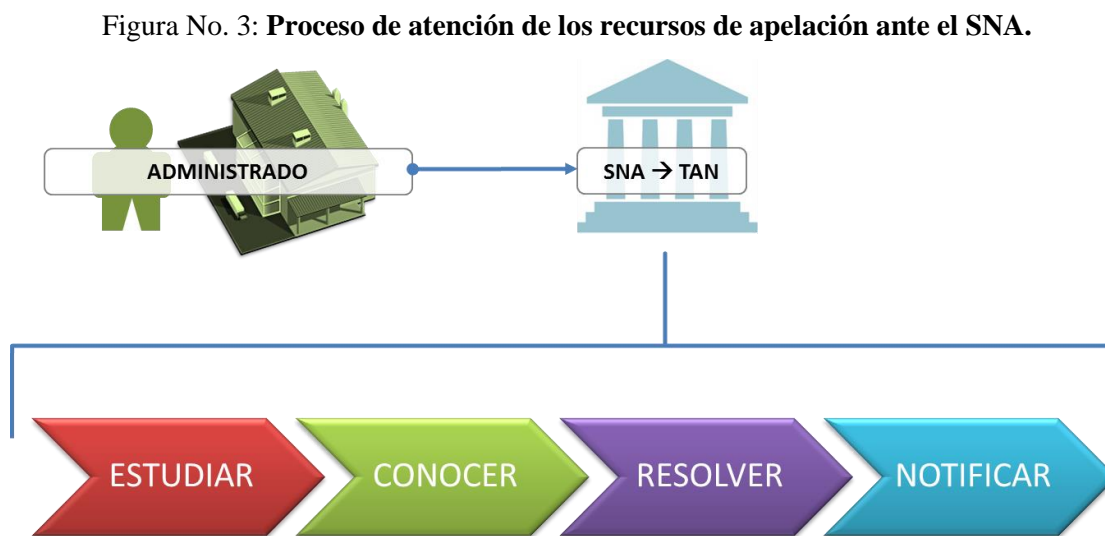 Figura No. 3: Proceso de atención de los recursos de apelación ante el SNA.
ADMINISTRADO
SNA → TAN
ESTUDIAR
CONOCER
RESOLVER
NOTIFICAR